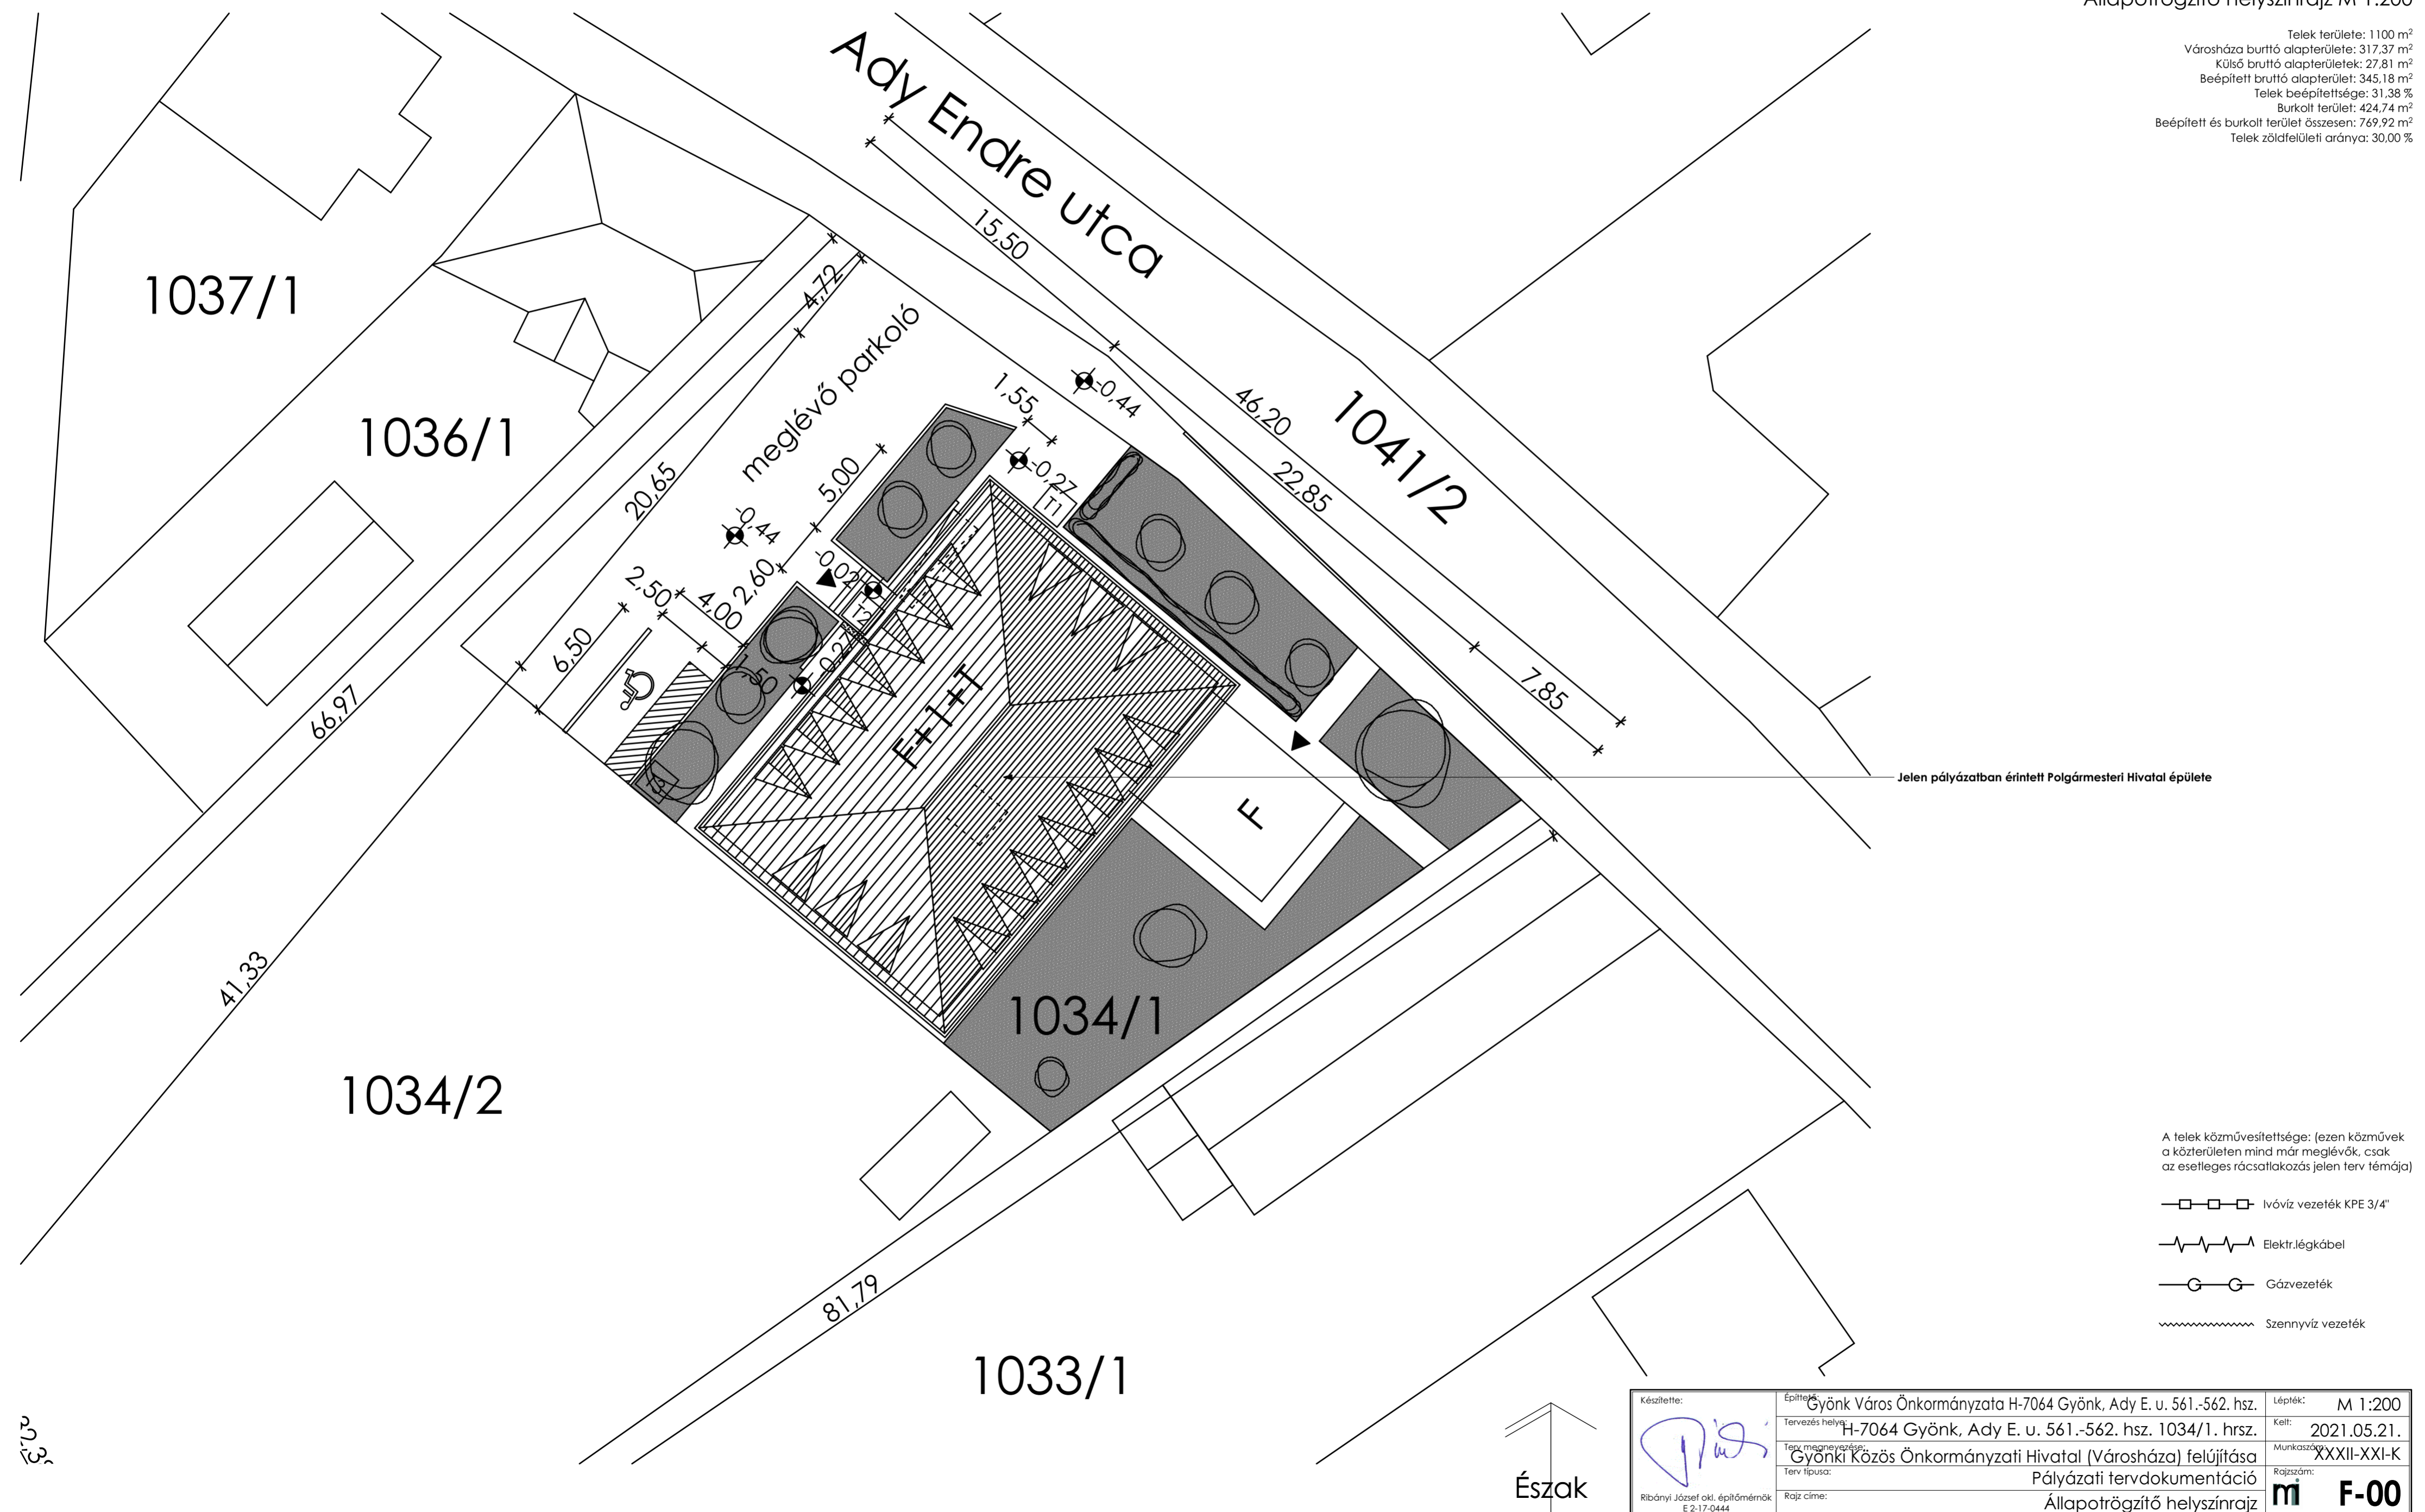 Állapotrögzítő helyszínrajz M 1:200
Telek területe: 1100 m²
Városháza burttó alapterülete: 317,37 m²
Külső bruttó alapterületek: 27,81 m²
Beépített bruttó alapterület: 345,18 m²
Telek beépítettsége: 31,38 %
Burkolt terület: 424,74 m²
Beépített és burkolt terület összesen: 769,92 m²
Telek zöldfelületi aránya: 30,00 %
Ady Endre utca
15,50
1037/1
4,72
meglévő parkoló
1,55
-0,44
46,20
1041/2
1036/1
20,65
5,00
-0,27
T1
22,85
-0,44
-0,02
2,60
2,50
4,00
T2
6,50
-0,27
1,50
7,85
F+1+T
66,97
F
Jelen pályázatban érintett Polgármesteri Hivatal épülete
41,33
1034/1
1034/2
A telek közművesítettsége: (ezen közművek
a közterületen mind már meglévők, csak
az esetleges rácsatlakozás jelen terv témája)
Ivóvíz vezeték KPE 3/4"
Elektr.légkábel
G G Gázvezeték
Szennyvíz vezeték
81,79
1033/1
Észak
Készítette:
Ribányi József okl. építőmérnök
E 2-17-0444
Építtető:
Gyönk Város Önkormányzata H-7064 Gyönk, Ady E. u. 561.-562. hsz.
Lépték:
M 1:200
Tervezés helye:
H-7064 Gyönk, Ady E. u. 561.-562. hsz. 1034/1. hrsz.
Kelt:
2021.05.21.
Terv megnevezése:
Gyönki Közös Önkormányzati Hivatal (Városháza) felújítása
Munkaszám:
XXXII-XXI-K
Terv típusa:
Pályázati tervdokumentáció
Rajzszám:
mi
F-00
Rajz címe:
Állapotrögzítő helyszínrajz